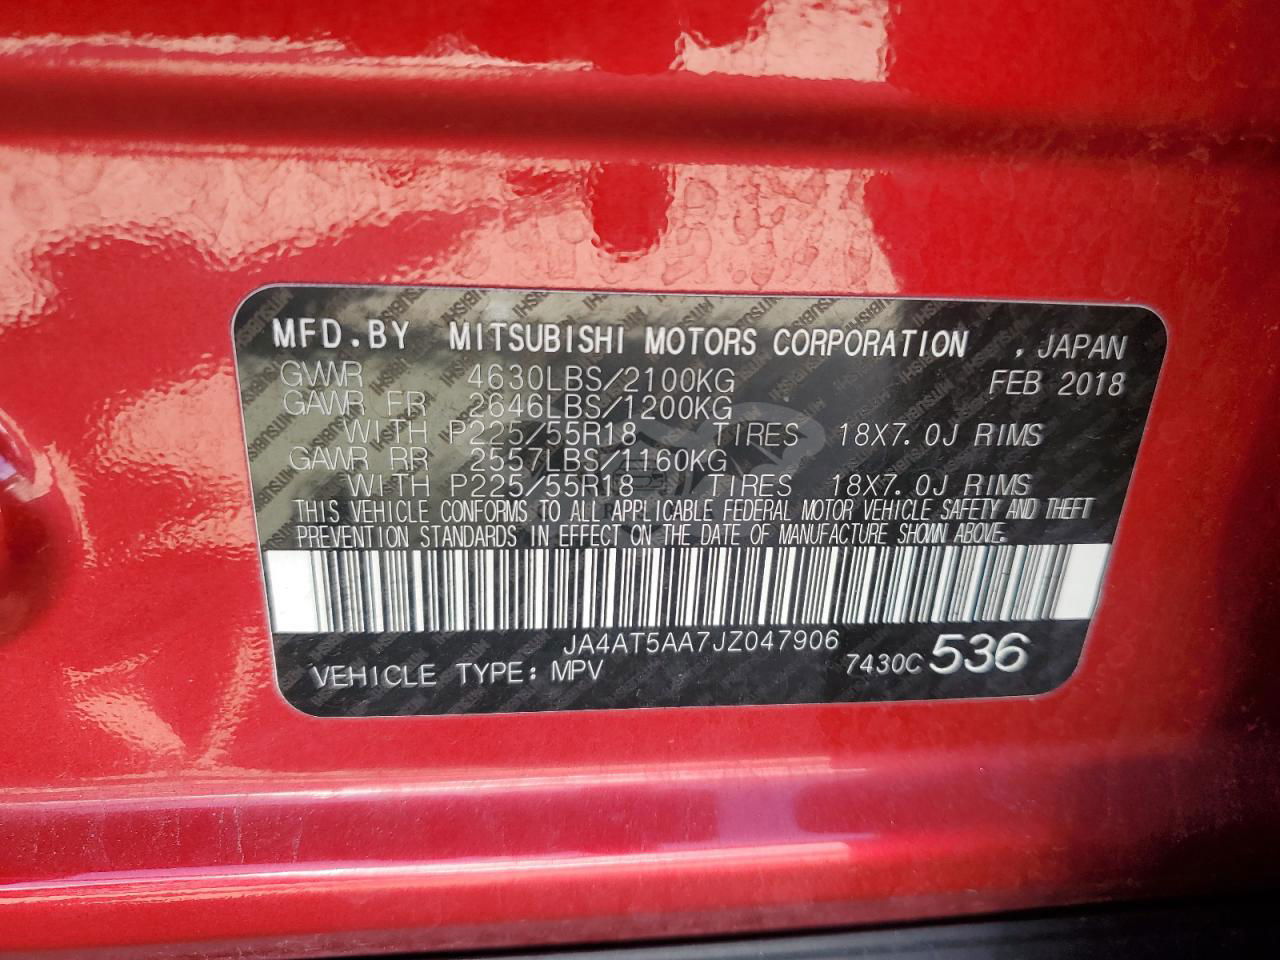 MFD.BY MITSUBISHI MOTORS CORPORATION , JAPAN
GVWR 4630LBS/2100KG FEB 2018
GAWR FR 2646LBS/1200KG
WITH P225/55R18 TIRES 18X7.0J RIMS
GAWR RR 2557LBS/1160KG
WITH P225/55R18 TIRES 18X7.0J RIMS
THIS VEHICLE CONFORMS TO ALL APPLICABLE FEDERAL MOTOR VEHICLE SAFETY AND THEFT
PREVENTION STANDARDS IN EFFECT ON THE DATE OF MANUFACTURE SHOWN ABOVE.
JA4AT5AA7JZ047906
VEHICLE TYPE: MPV 7430C 536